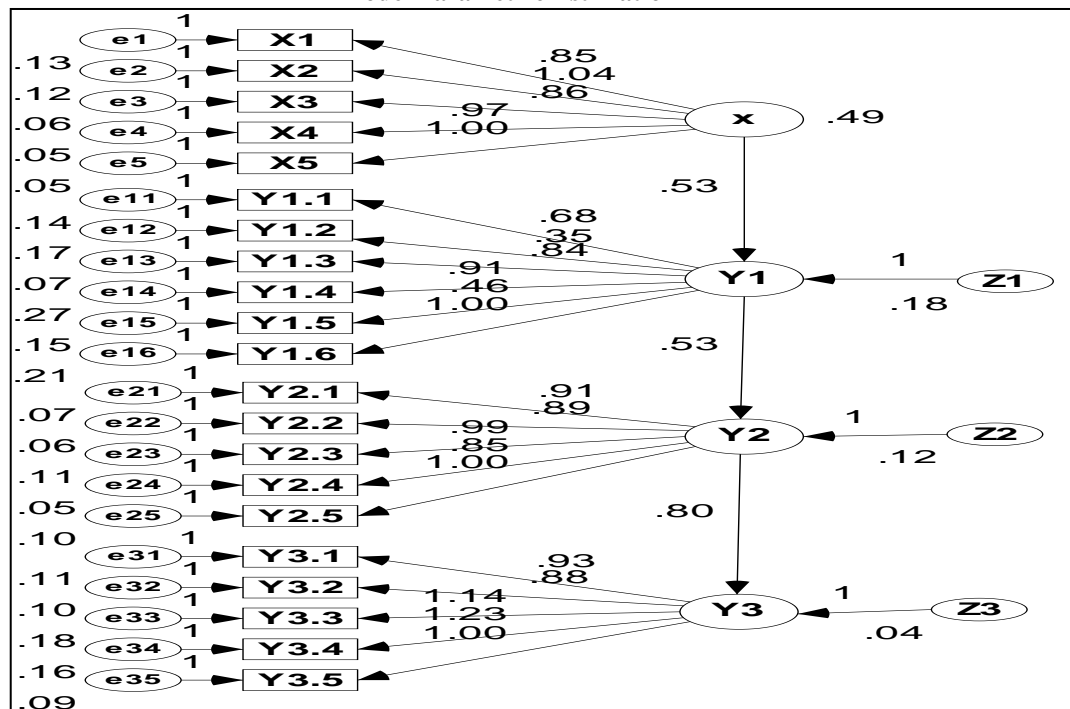 e1 1 X1
.13 e2 1 X2
.12 e3 1 X3
.06 e4 1 X4
.05 e5 1 X5
.05 e11 1 Y1.1
.14 e12 1 Y1.2
.17 e13 1 Y1.3
.07 e14 1 Y1.4
.27 e15 1 Y1.5
.15 e16 1 Y1.6
.21 e21 1 Y2.1
.07 e22 1 Y2.2
.06 e23 1 Y2.3
.11 e24 1 Y2.4
.05 e25 1 Y2.5
.10 e31 1 Y3.1
.11 e32 1 Y3.2
.10 e33 1 Y3.3
.18 e34 1 Y3.4
.16 e35 1 Y3.5
.09
.85
1.04
.86
.97
1.00
x .49
.53
.68
.35
.84
.91
.46
1.00
Y1 1 Z1
.18
.53
.91
.89
.99
.85
1.00
Y2 1 Z2
.12
.80
.93
.88
1.14
1.23
1.00
Y3 1 Z3
.04